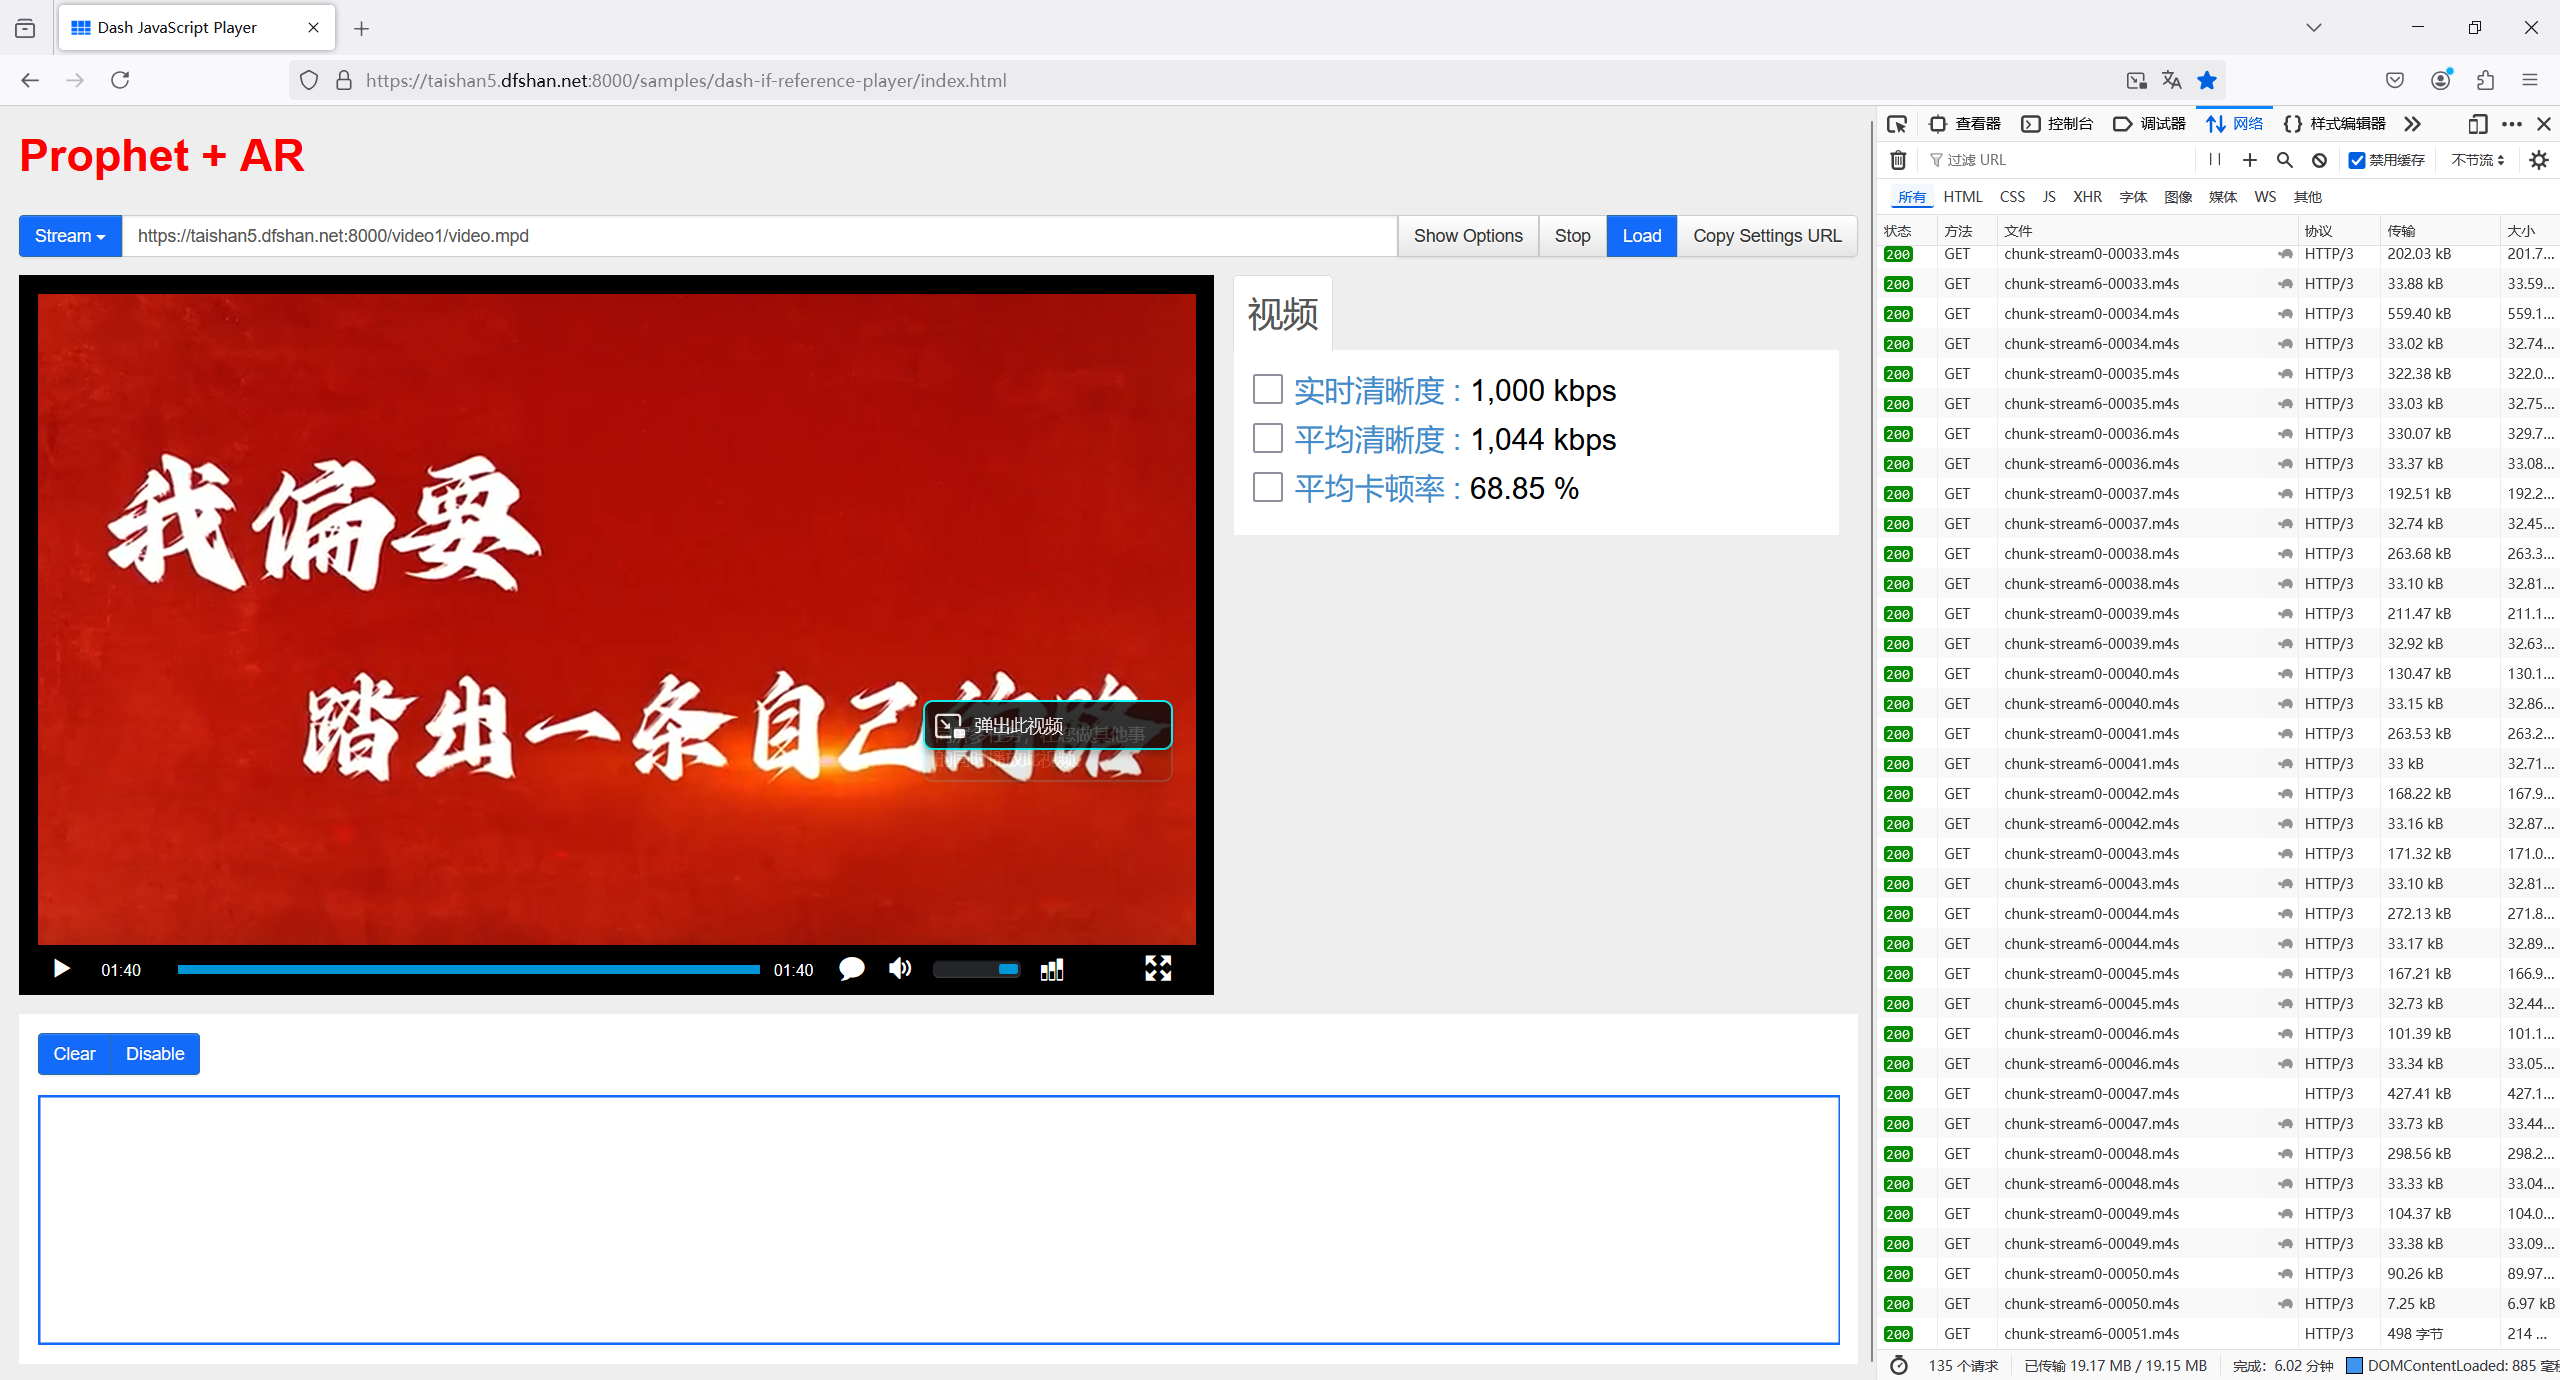 Dash JavaScript Player
https://taishan5.dfshan.net:8000/samples/dash-if-reference-player/index.html
Prophet + AR
Stream
https://taishan5.dfshan.net:8000/video1/video.mpd
Show Options
Stop
Load
Copy Settings URL
我偏要
踏出一条自己的路
弹出此视频
01:40
01:40
视频
实时清晰度 : 1,000 kbps
平均清晰度 : 1,044 kbps
平均卡顿率 : 68.85 %
Clear
Disable
查看器 控制台 调试器 网络 样式编辑器
过滤 URL
禁用缓存 不节流
所有 HTML CSS JS XHR 字体 图像 媒体 WS 其他
状态 方法 文件 协议 传输 大小
200 GET chunk-stream0-00033.m4s HTTP/3 202.03 kB 201.7...
200 GET chunk-stream6-00033.m4s HTTP/3 33.88 kB 33.59...
200 GET chunk-stream0-00034.m4s HTTP/3 559.40 kB 559.1...
200 GET chunk-stream6-00034.m4s HTTP/3 33.02 kB 32.74...
200 GET chunk-stream0-00035.m4s HTTP/3 322.38 kB 322.0...
200 GET chunk-stream6-00035.m4s HTTP/3 33.03 kB 32.75...
200 GET chunk-stream0-00036.m4s HTTP/3 330.07 kB 329.7...
200 GET chunk-stream6-00036.m4s HTTP/3 33.37 kB 33.08...
200 GET chunk-stream0-00037.m4s HTTP/3 192.51 kB 192.2...
200 GET chunk-stream6-00037.m4s HTTP/3 32.74 kB 32.45...
200 GET chunk-stream0-00038.m4s HTTP/3 263.68 kB 263.3...
200 GET chunk-stream6-00038.m4s HTTP/3 33.10 kB 32.81...
200 GET chunk-stream0-00039.m4s HTTP/3 211.47 kB 211.1...
200 GET chunk-stream6-00039.m4s HTTP/3 32.92 kB 32.63...
200 GET chunk-stream0-00040.m4s HTTP/3 130.47 kB 130.1...
200 GET chunk-stream6-00040.m4s HTTP/3 33.15 kB 32.86...
200 GET chunk-stream0-00041.m4s HTTP/3 263.53 kB 263.2...
200 GET chunk-stream6-00041.m4s HTTP/3 33 kB 32.71...
200 GET chunk-stream0-00042.m4s HTTP/3 168.22 kB 167.9...
200 GET chunk-stream6-00042.m4s HTTP/3 33.16 kB 32.87...
200 GET chunk-stream0-00043.m4s HTTP/3 171.32 kB 171.0...
200 GET chunk-stream6-00043.m4s HTTP/3 33.10 kB 32.81...
200 GET chunk-stream0-00044.m4s HTTP/3 272.13 kB 271.8...
200 GET chunk-stream6-00044.m4s HTTP/3 33.17 kB 32.89...
200 GET chunk-stream0-00045.m4s HTTP/3 167.21 kB 166.9...
200 GET chunk-stream6-00045.m4s HTTP/3 32.73 kB 32.44...
200 GET chunk-stream0-00046.m4s HTTP/3 101.39 kB 101.1...
200 GET chunk-stream6-00046.m4s HTTP/3 33.34 kB 33.05...
200 GET chunk-stream0-00047.m4s HTTP/3 427.41 kB 427.1...
200 GET chunk-stream6-00047.m4s HTTP/3 33.73 kB 33.44...
200 GET chunk-stream0-00048.m4s HTTP/3 298.56 kB 298.2...
200 GET chunk-stream6-00048.m4s HTTP/3 33.33 kB 33.04...
200 GET chunk-stream0-00049.m4s HTTP/3 104.37 kB 104.0...
200 GET chunk-stream6-00049.m4s HTTP/3 33.38 kB 33.09...
200 GET chunk-stream0-00050.m4s HTTP/3 90.26 kB 89.97...
200 GET chunk-stream6-00050.m4s HTTP/3 7.25 kB 6.97 kB
200 GET chunk-stream6-00051.m4s HTTP/3 498 字节 214 ...
135 个请求 已传输 19.17 MB / 19.15 MB 完成：6.02 分钟 DOMContentLoaded: 885 毫